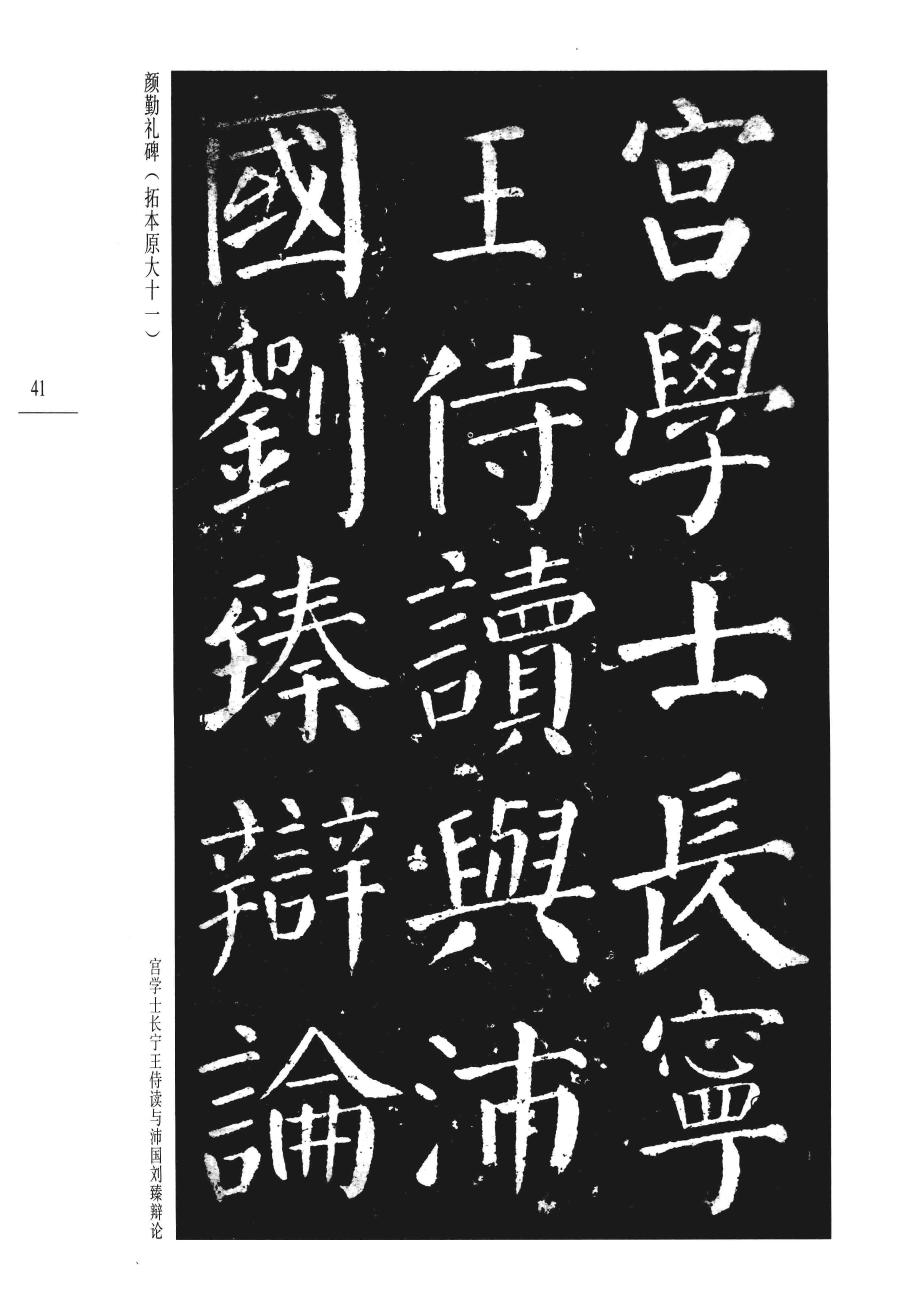 宫學士長寧
王侍讀與沛
國劉臻辯論
颜勤礼碑（拓本原大十一）
41
宫学士长宁王侍读与沛国刘臻辩论